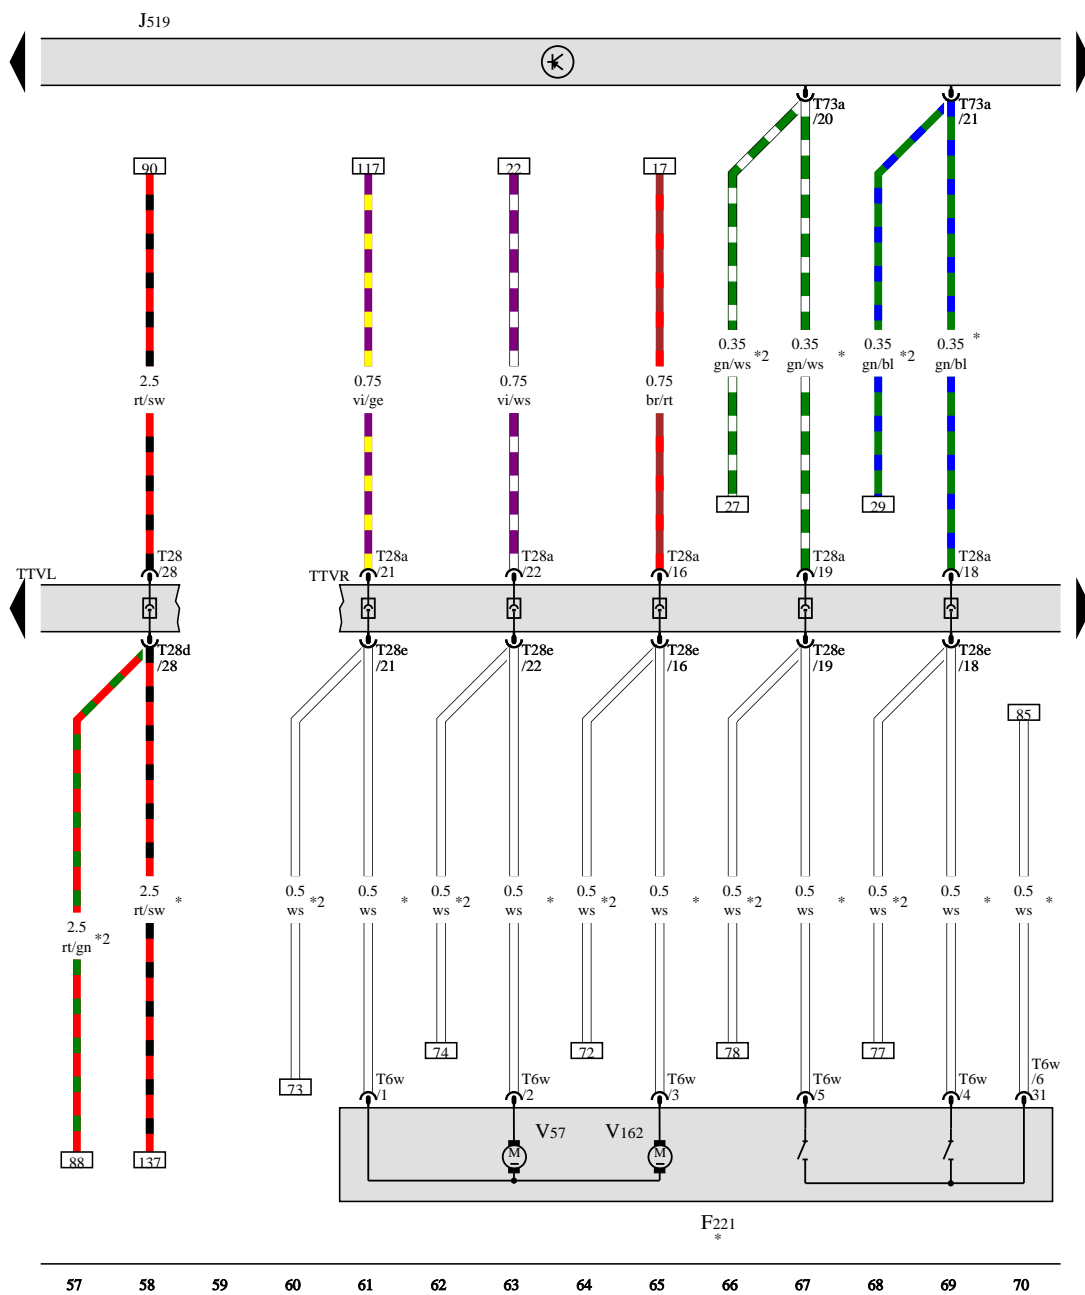 J519
T73a
/20
T73a
/21
90
117
22
17
0.35
gn/ws
*2
0.35
gn/ws
*
0.35
gn/bl
*2
0.35
gn/bl
*
2.5
rt/sw
0.75
vi/ge
0.75
vi/ws
0.75
br/rt
27
29
TTVL
T28
/28
TTVR
T28a
/21
T28a
/22
T28a
/16
T28a
/19
T28a
/18
T28d
/28
T28e
/21
T28e
/22
T28e
/16
T28e
/19
T28e
/18
85
2.5
rt/gn
*2
2.5
rt/sw
*
0.5
ws
*2
0.5
ws
*
0.5
ws
*2
0.5
ws
*
0.5
ws
*2
0.5
ws
*
0.5
ws
*2
0.5
ws
*
0.5
ws
*2
0.5
ws
*
0.5
ws
*
73
74
72
78
77
T6w
/1
T6w
/2
T6w
/3
T6w
/5
T6w
/4
T6w
/6
31
88
137
V57
M
V162
M
F221
*
57 58 59 60 61 62 63 64 65 66 67 68 69 70